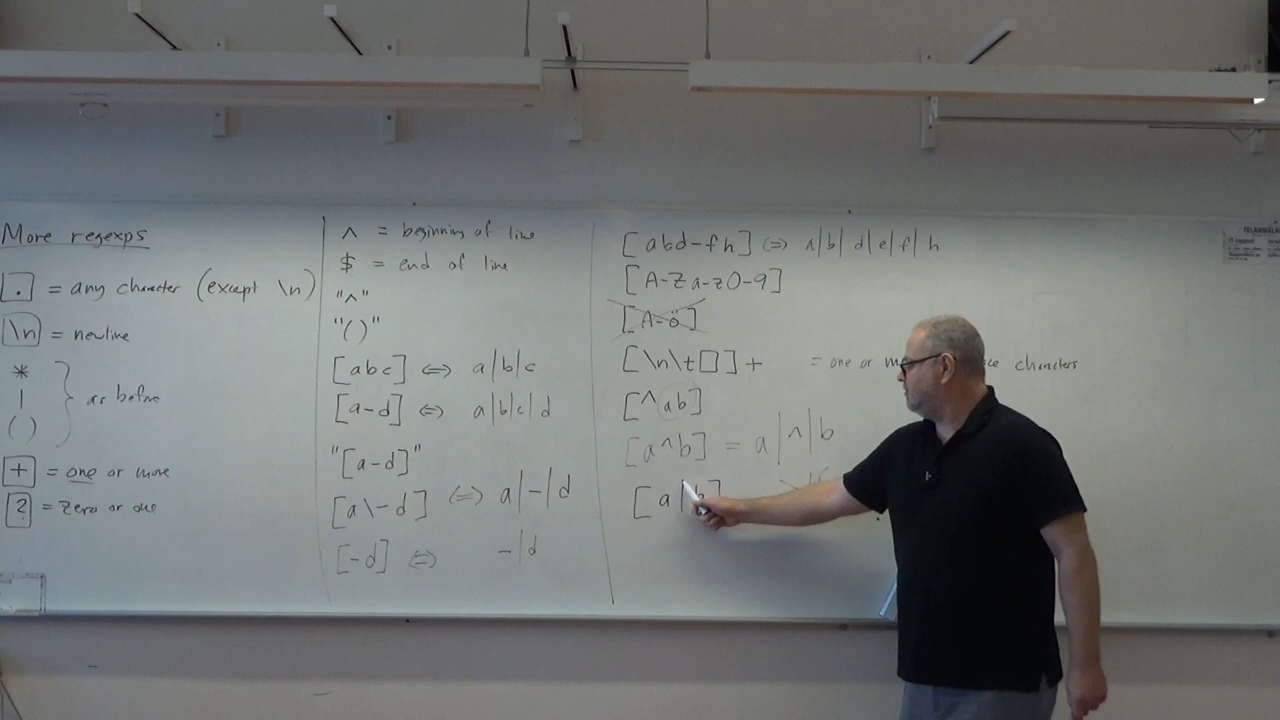 More regexps
. = any character (except \n)
\n = newline
*
|
()
} as before
+ = one or more
? = zero or one
^ = beginning of line
$ = end of line
"^"
"()"
[abc] ⇔ a|b|c
[a-d] ⇔ a|b|c|d
"[a-d]"
[a\-d] ⇔ a|-|d
[-d] ⇔ -|d
[abd-fh] ⇔ a|b|d|e|f|h
[A-Za-z0-9]
[A-ö]
[\n\t□]+ = one or characters
[^ab]
[a^b] = a|^|b
[a|